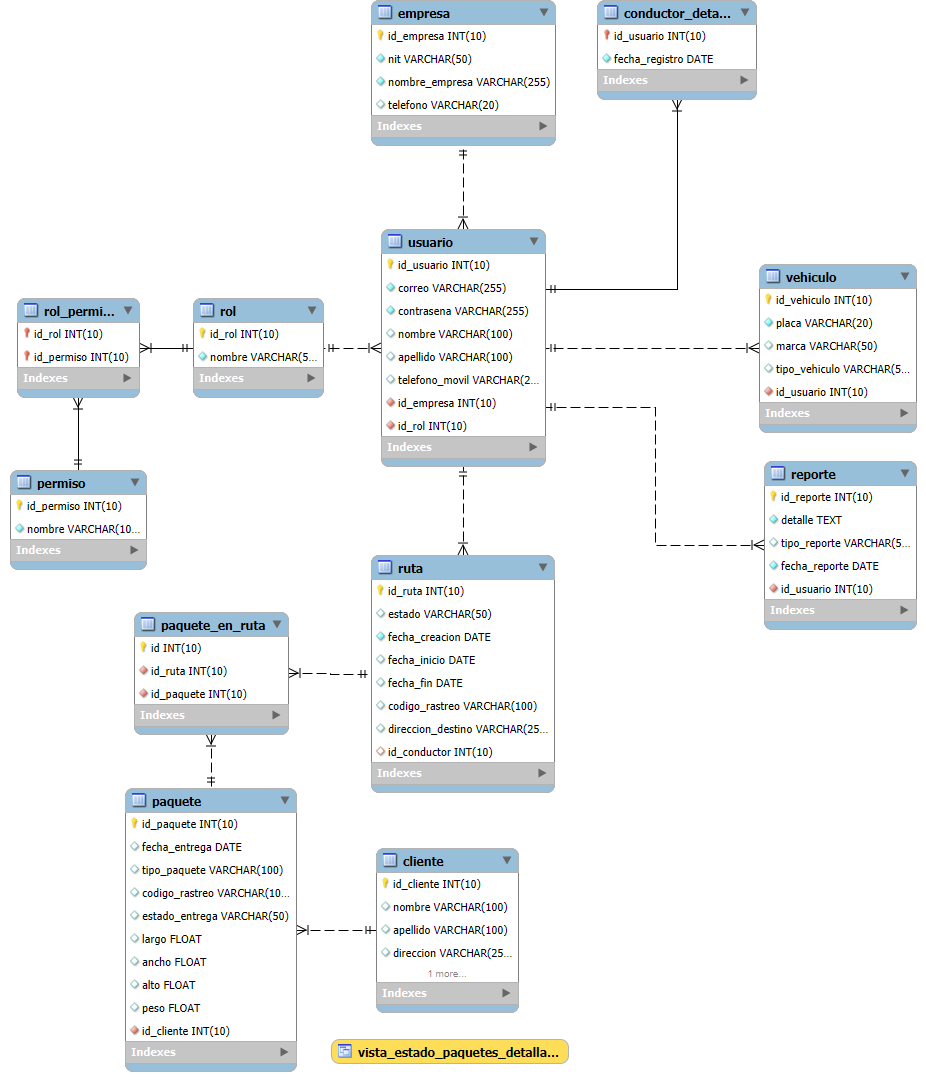 empresa
id_empresa INT(10)
nit VARCHAR(50)
nombre_empresa VARCHAR(255)
telefono VARCHAR(20)
Indexes
conductor_deta...
id_usuario INT(10)
fecha_registro DATE
Indexes
usuario
id_usuario INT(10)
correo VARCHAR(255)
contrasena VARCHAR(255)
nombre VARCHAR(100)
apellido VARCHAR(100)
telefono_movil VARCHAR(2...
id_empresa INT(10)
id_rol INT(10)
Indexes
vehiculo
id_vehiculo INT(10)
placa VARCHAR(20)
marca VARCHAR(50)
tipo_vehiculo VARCHAR(5...
id_usuario INT(10)
Indexes
rol_permi...
id_rol INT(10)
id_permiso INT(10)
Indexes
rol
id_rol INT(10)
nombre VARCHAR(5...
Indexes
permiso
id_permiso INT(10)
nombre VARCHAR(10...
Indexes
reporte
id_reporte INT(10)
detalle TEXT
tipo_reporte VARCHAR(5...
fecha_reporte DATE
id_usuario INT(10)
Indexes
ruta
id_ruta INT(10)
estado VARCHAR(50)
fecha_creacion DATE
fecha_inicio DATE
fecha_fin DATE
codigo_rastreo VARCHAR(100)
direccion_destino VARCHAR(25...
id_conductor INT(10)
Indexes
paquete_en_ruta
id INT(10)
id_ruta INT(10)
id_paquete INT(10)
Indexes
paquete
id_paquete INT(10)
fecha_entrega DATE
tipo_paquete VARCHAR(100)
codigo_rastreo VARCHAR(10...
estado_entrega VARCHAR(50)
largo FLOAT
ancho FLOAT
alto FLOAT
peso FLOAT
id_cliente INT(10)
Indexes
cliente
id_cliente INT(10)
nombre VARCHAR(100)
apellido VARCHAR(100)
direccion VARCHAR(25...
1 more...
Indexes
vista_estado_paquetes_detalla...